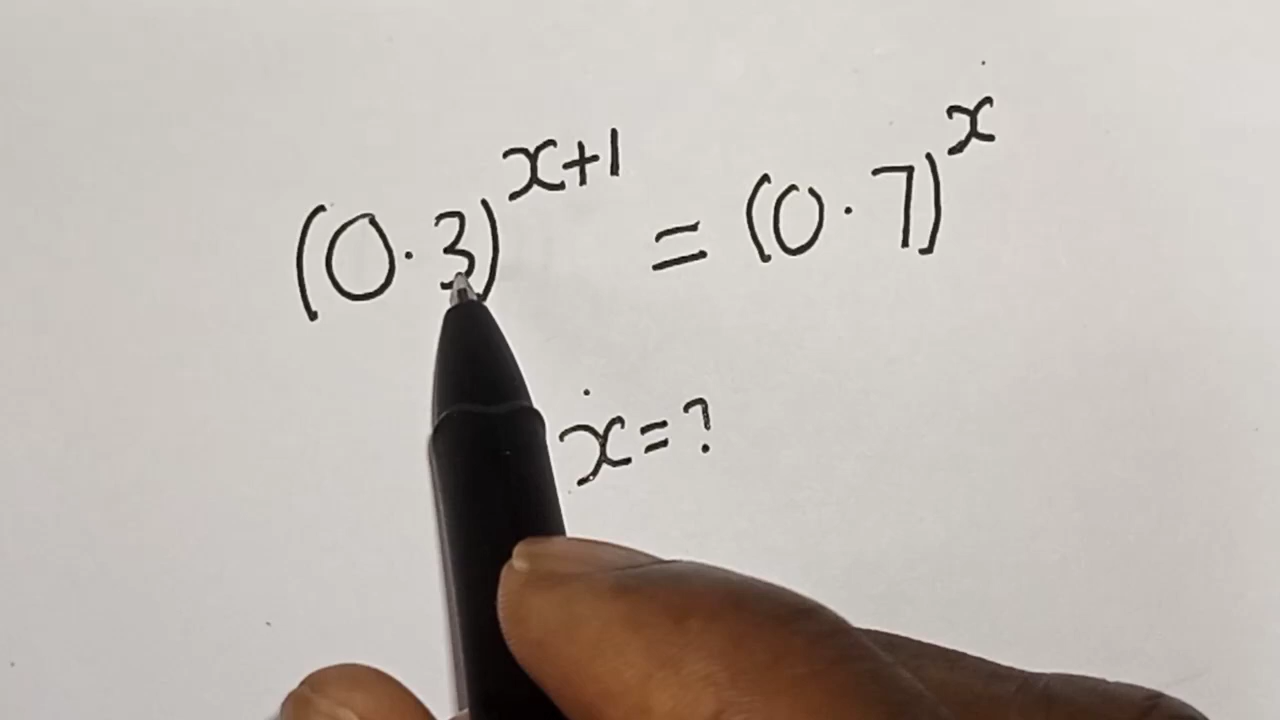 (0.3)^{x+1} = (0.7)^x
x = ?